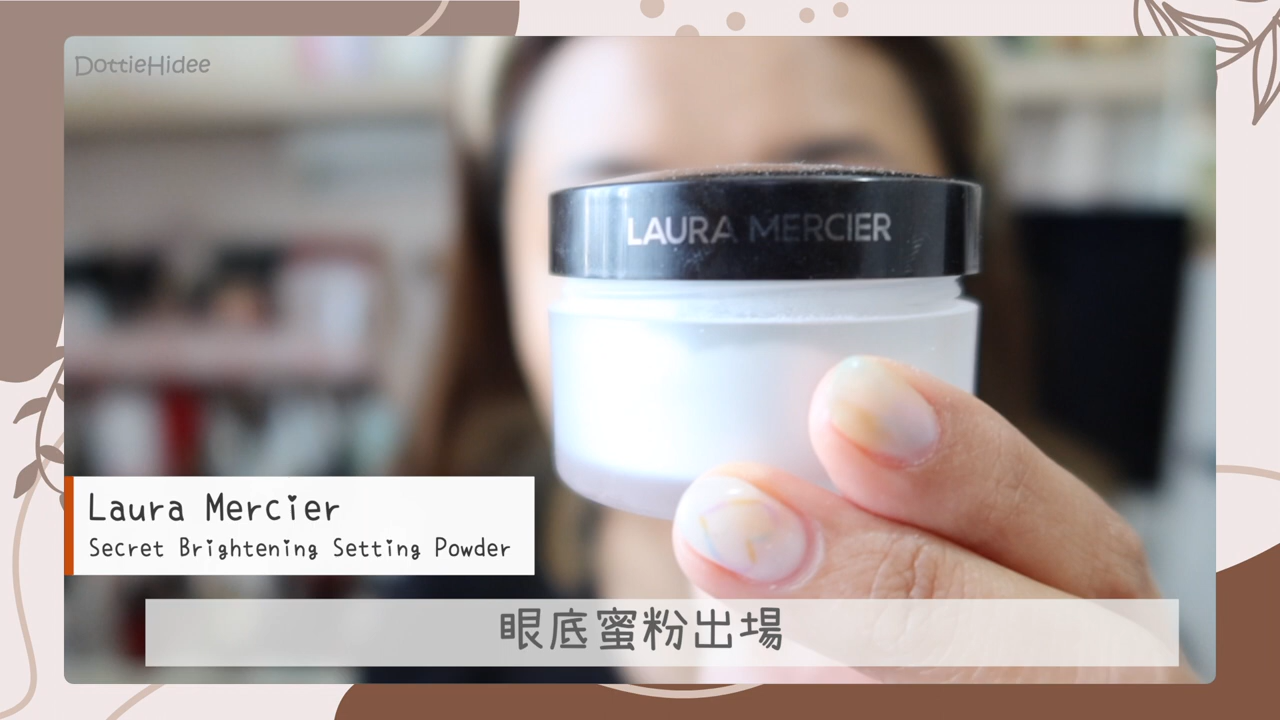 DottieHidee
LAURA MERCIER
Laura Mercier
Secret Brightening Setting Powder
眼底蜜粉出場